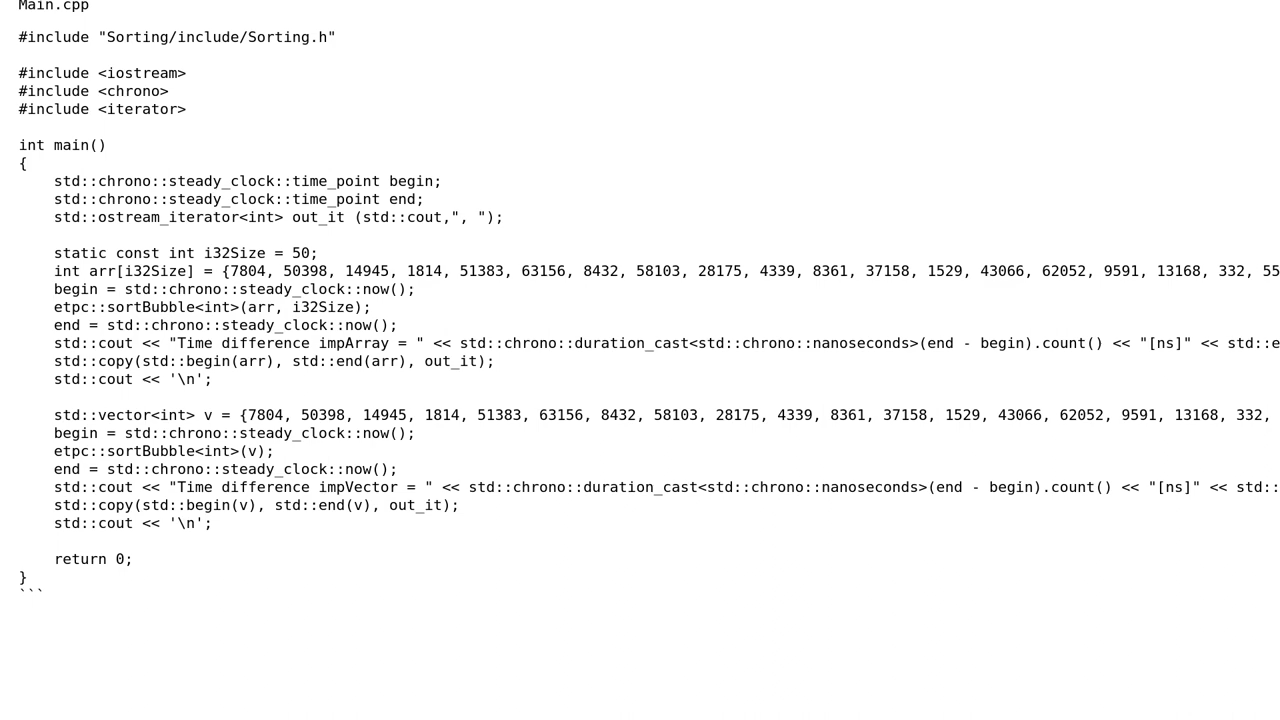 Main.cpp
#include "Sorting/include/Sorting.h"
#include <iostream>
#include <chrono>
#include <iterator>
int main()
{
    std::chrono::steady_clock::time_point begin;
    std::chrono::steady_clock::time_point end;
    std::ostream_iterator<int> out_it (std::cout,", ");
    static const int i32Size = 50;
    int arr[i32Size] = {7804, 50398, 14945, 1814, 51383, 63156, 8432, 58103, 28175, 4339, 8361, 37158, 1529, 43066, 62052, 9591, 13168, 332, 55
    begin = std::chrono::steady_clock::now();
    etpc::sortBubble<int>(arr, i32Size);
    end = std::chrono::steady_clock::now();
    std::cout << "Time difference impArray = " << std::chrono::duration_cast<std::chrono::nanoseconds>(end - begin).count() << "[ns]" << std::e
    std::copy(std::begin(arr), std::end(arr), out_it);
    std::cout << '\n';
    std::vector<int> v = {7804, 50398, 14945, 1814, 51383, 63156, 8432, 58103, 28175, 4339, 8361, 37158, 1529, 43066, 62052, 9591, 13168, 332,
    begin = std::chrono::steady_clock::now();
    etpc::sortBubble<int>(v);
    end = std::chrono::steady_clock::now();
    std::cout << "Time difference impVector = " << std::chrono::duration_cast<std::chrono::nanoseconds>(end - begin).count() << "[ns]" << std::
    std::copy(std::begin(v), std::end(v), out_it);
    std::cout << '\n';
    return 0;
}
```